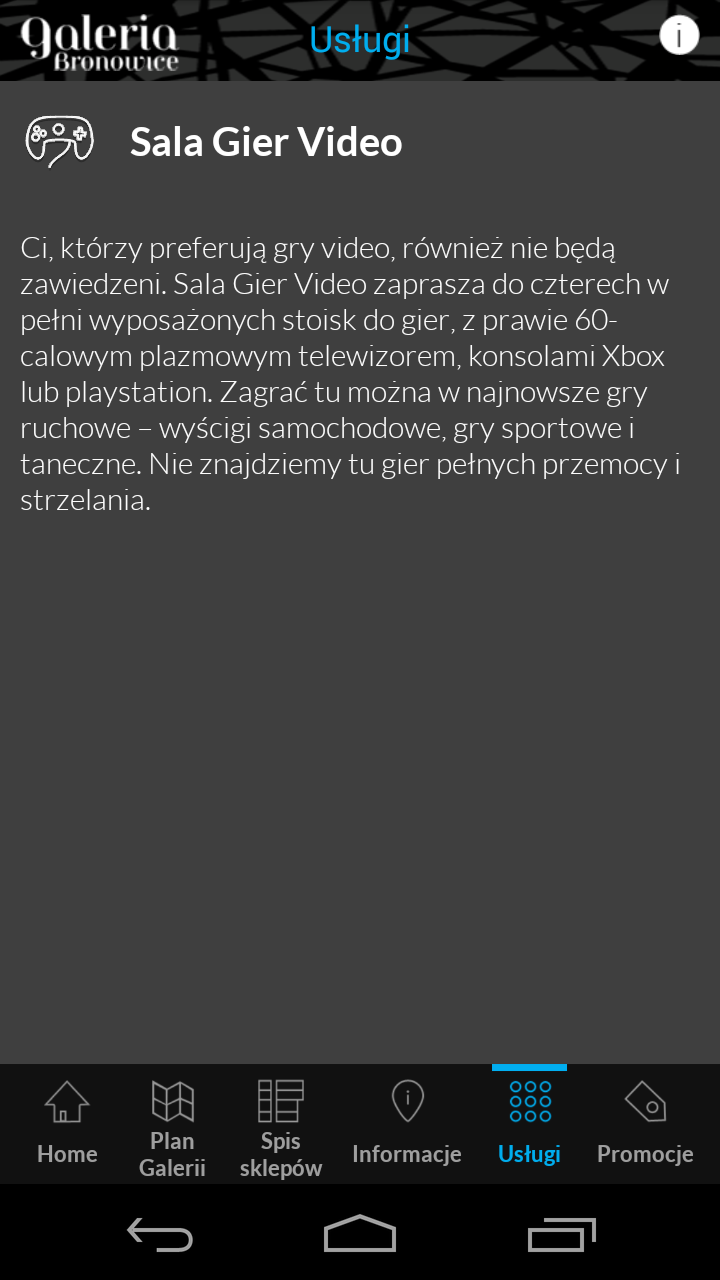 galeria
Bronowice
Usługi
i
Sala Gier Video
Ci, którzy preferują gry video, również nie będą
zawiedzeni. Sala Gier Video zaprasza do czterech w
pełni wyposażonych stoisk do gier, z prawie 60-
calowym plazmowym telewizorem, konsolami Xbox
lub playstation. Zagrać tu można w najnowsze gry
ruchowe – wyścigi samochodowe, gry sportowe i
taneczne. Nie znajdziemy tu gier pełnych przemocy i
strzelania.
Home
Plan
Galerii
Spis
sklepów
i
Informacje
Usługi
Promocje